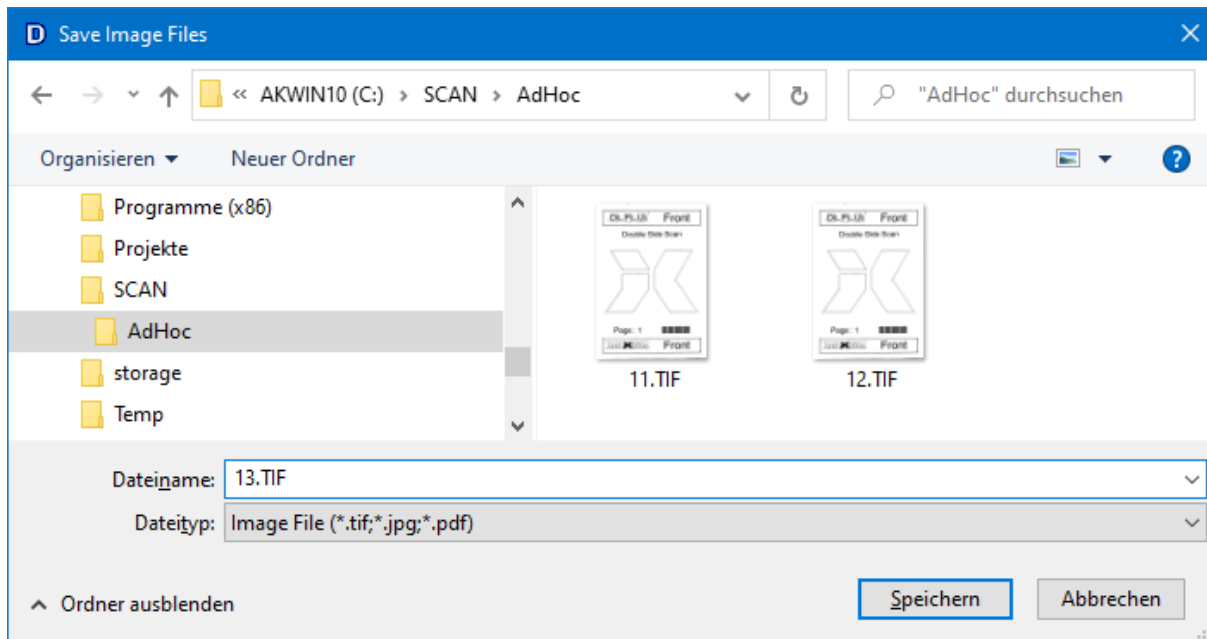 D Save Image Files
« AKWIN10 (C:) › SCAN › AdHoc
"AdHoc" durchsuchen
Organisieren
Neuer Ordner
?
Programme (x86)
Projekte
SCAN
AdHoc
storage
Temp
Front
Double Side Scan
Page: 1
Front
11.TIF
Front
Double Side Scan
Page: 1
Front
12.TIF
Dateiname: 13.TIF
Dateityp: Image File (*.tif;*.jpg;*.pdf)
Ordner ausblenden
Speichern
Abbrechen